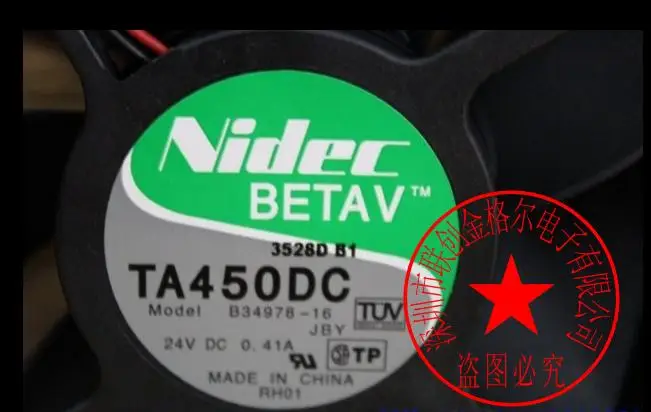 Nidec
BETAV™
3528D B1
TA450DC
Model B34978-16
JBY
TUV
24V DC 0.41A
TP
MADE IN CHINA
RH01
深圳市联创金格尔电子有限公司
盗图必究